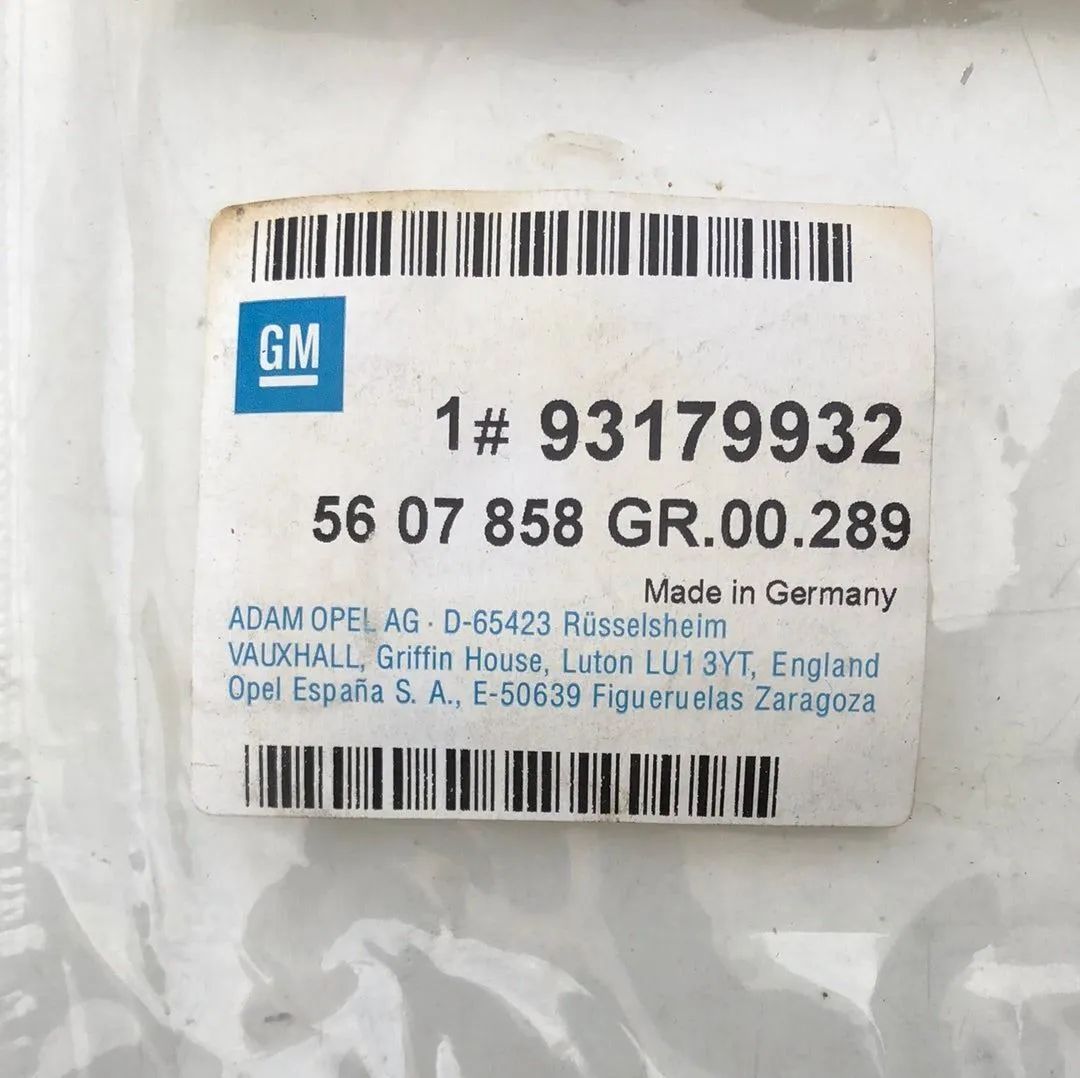 GM
1# 93179932
56 07 858 GR.00.289
Made in Germany
ADAM OPEL AG · D-65423 Rüsselsheim
VAUXHALL, Griffin House, Luton LU1 3YT, England
Opel España S. A., E-50639 Figueruelas Zaragoza